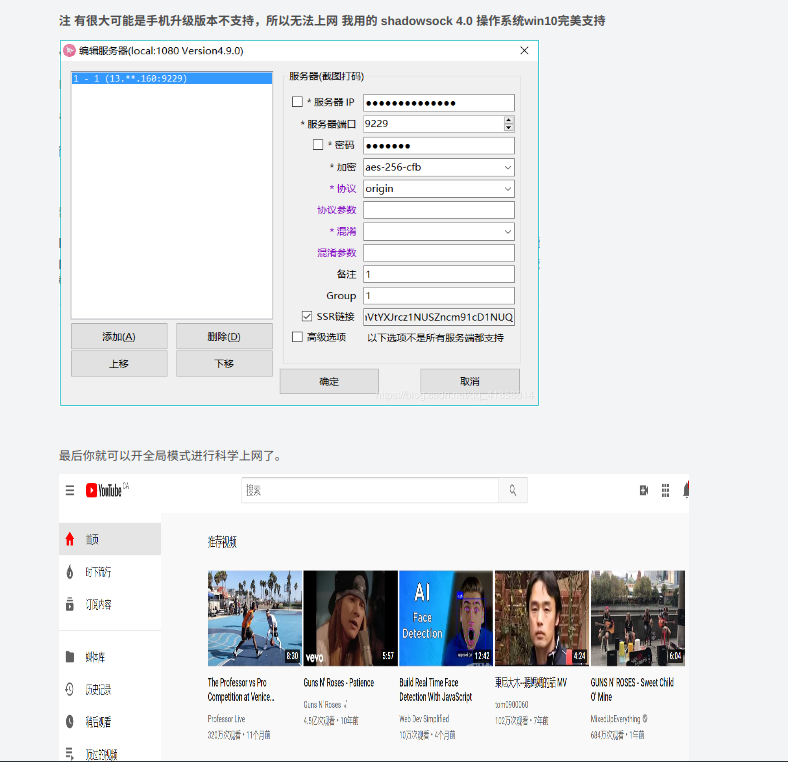 注 有很大可能是手机升级版本不支持，所以无法上网 我用的 shadowsock 4.0 操作系统win10完美支持
编辑服务器(local:1080 Version4.9.0)
1 - 1 (13.**.160:9229)
服务器(截图打码)
* 服务器 IP ●●●●●●●●●●●●●●
* 服务器端口 9229
* 密码 ●●●●●●●
* 加密 aes-256-cfb
* 协议 origin
协议参数
* 混淆
混淆参数
备注 1
Group 1
SSR链接 VtYXJrcz1NUSZncm91cD1NUQ
高级选项 以下选项不是所有服务端都支持
添加(A) 删除(D)
上移 下移
确定 取消
最后你就可以开全局模式进行科学上网了。
YouTube CA
搜索
首页
时下流行
订阅内容
媒体库
历史记录
稍后观看
顶过的视频
推荐视频
8:30
vevo 5:57
AI
Face
Detection
12:42
4:24
6:04
The Professor vs Pro
Competition at Venice...
Professor Live
320万次观看 • 11个月前
Guns N' Roses - Patience
Guns N' Roses ♪
4.5亿次观看 • 10年前
Build Real Time Face
Detection With JavaScript
Web Dev Simplified
10万次观看 • 4个月前
MV
tom0900060
102万次观看 • 7年前
GUNS N' ROSES - Sweet Child
O' Mine
MixedUpEverything
684万次观看 • 1年前